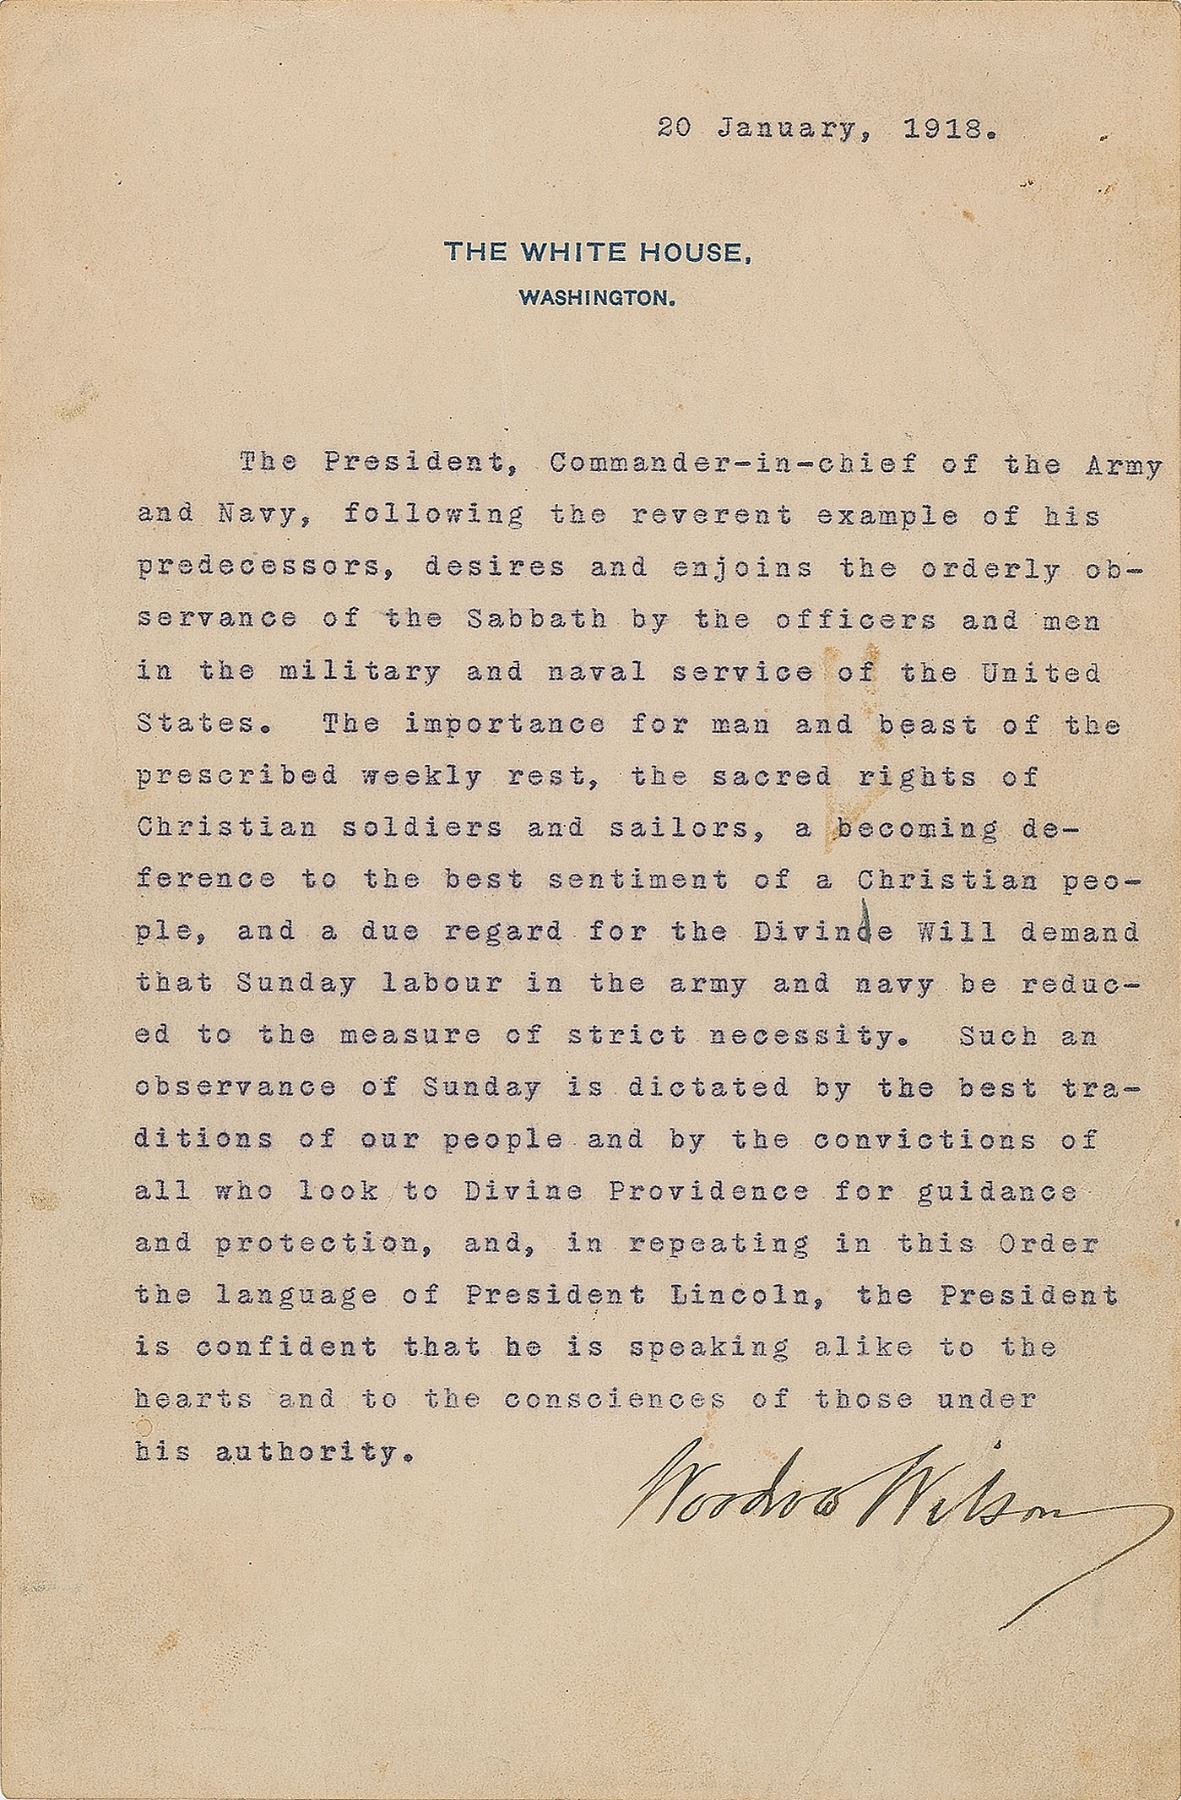 20 January, 1918.
THE WHITE HOUSE,
WASHINGTON.
The President, Commander-in-chief of the Army
and Navy, following the reverent example of his
predecessors, desires and enjoins the orderly ob-
servance of the Sabbath by the officers and men
in the military and naval service of the United
States. The importance for man and beast of the
prescribed weekly rest, the sacred rights of
Christian soldiers and sailors, a becoming de-
ference to the best sentiment of a Christian peo-
ple, and a due regard for the Divinde Will demand
that Sunday labour in the army and navy be reduc-
ed to the measure of strict necessity. Such an
observance of Sunday is dictated by the best tra-
ditions of our people and by the convictions of
all who look to Divine Providence for guidance
and protection, and, in repeating in this Order
the language of President Lincoln, the President
is confident that he is speaking alike to the
hearts and to the consciences of those under
his authority.
Woodrow Wilson